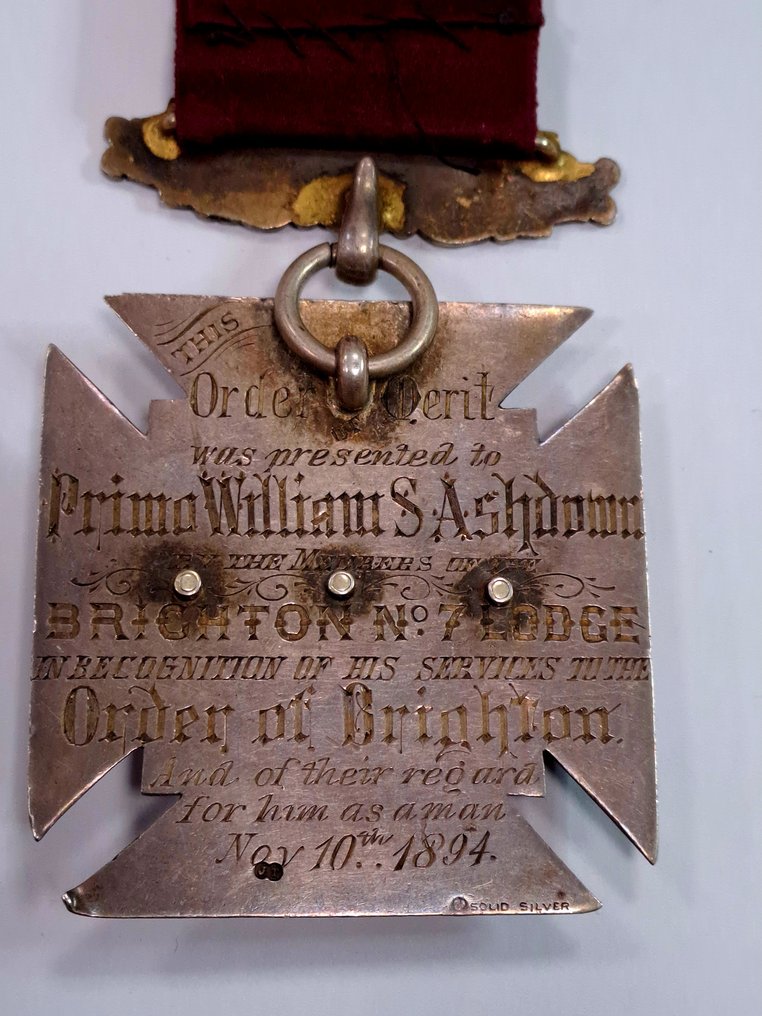 THIS
Order Merit
was presented to
Primo William S. Ashdown
BY THE MEMBERS OF THE
BRIGHTON No. 7 LODGE
IN RECOGNITION OF HIS SERVICES TO THE
Order of Brighton.
And of their regard
for him as a man
Nov 10th. 1894.
SOLID SILVER